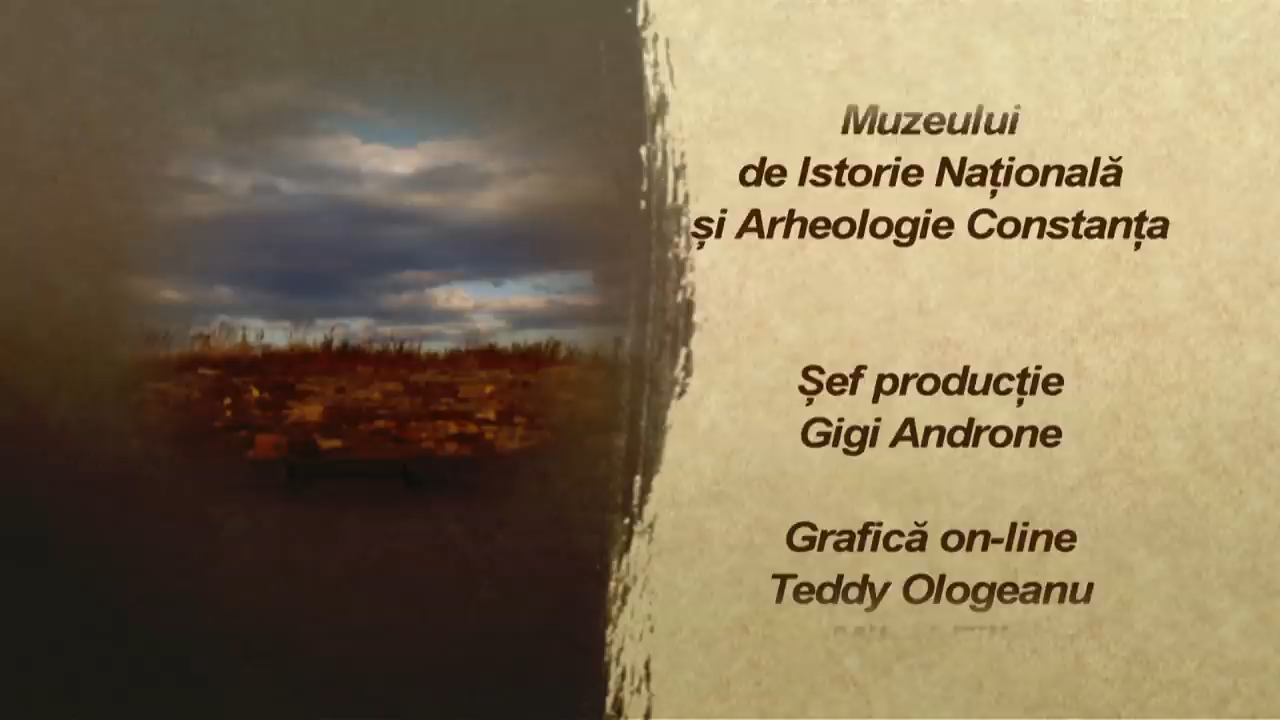 Muzeului
de Istorie Națională
și Arheologie Constanța
Șef producție
Gigi Androne
Grafică on-line
Teddy Ologeanu